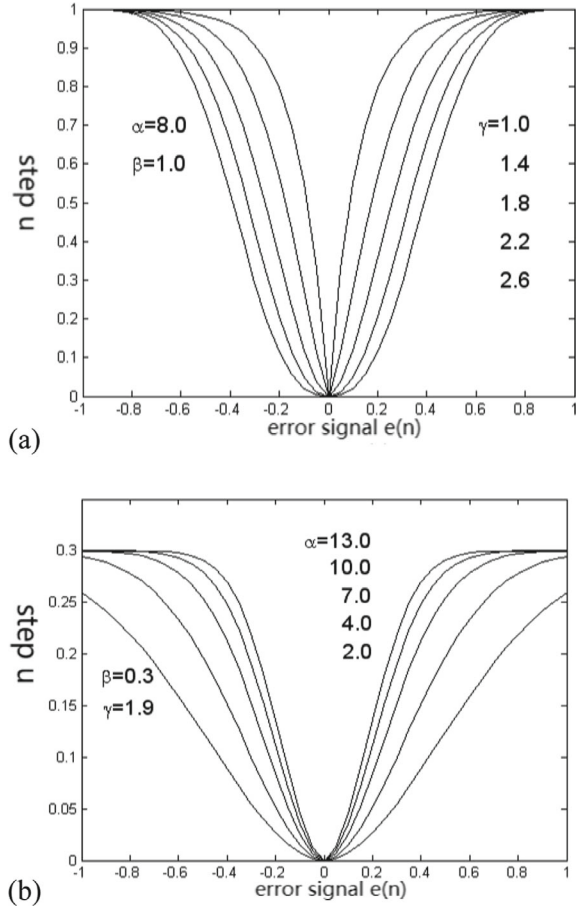 1
0.9
0.8
0.7
0.6
0.5
0.4
0.3
0.2
0.1
0
step u
α=8.0
β=1.0
γ=1.0
1.4
1.8
2.2
2.6
-1 -0.8 -0.6 -0.4 -0.2 0 0.2 0.4 0.6 0.8 1
error signal e(n)
(a)
0.3
0.25
0.2
0.15
0.1
0.05
0
step u
α=13.0
10.0
7.0
4.0
2.0
β=0.3
γ=1.9
-1 -0.8 -0.6 -0.4 -0.2 0 0.2 0.4 0.6 0.8 1
error signal e(n)
(b)